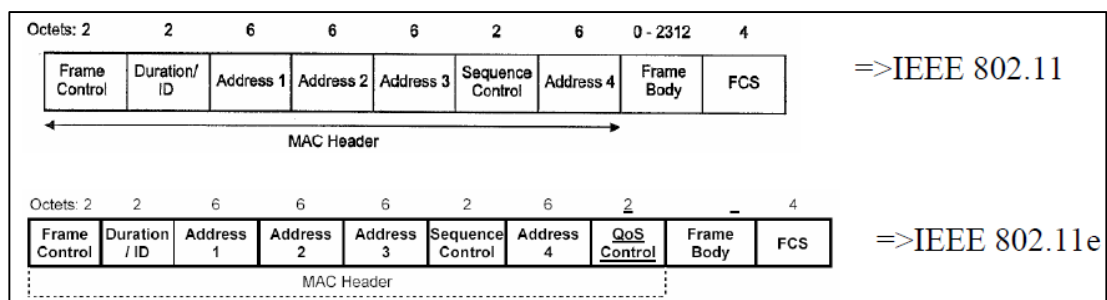 Octets: 2 2 6 6 6 2 6 0 - 2312 4
Frame Control Duration/ ID Address 1 Address 2 Address 3 Sequence Control Address 4 Frame Body FCS
=>IEEE 802.11
MAC Header
Octets: 2 2 6 6 6 2 6 2 4
Frame Control Duration / ID Address 1 Address 2 Address 3 Sequence Control Address 4 QoS Control Frame Body FCS
=>IEEE 802.11e
MAC Header